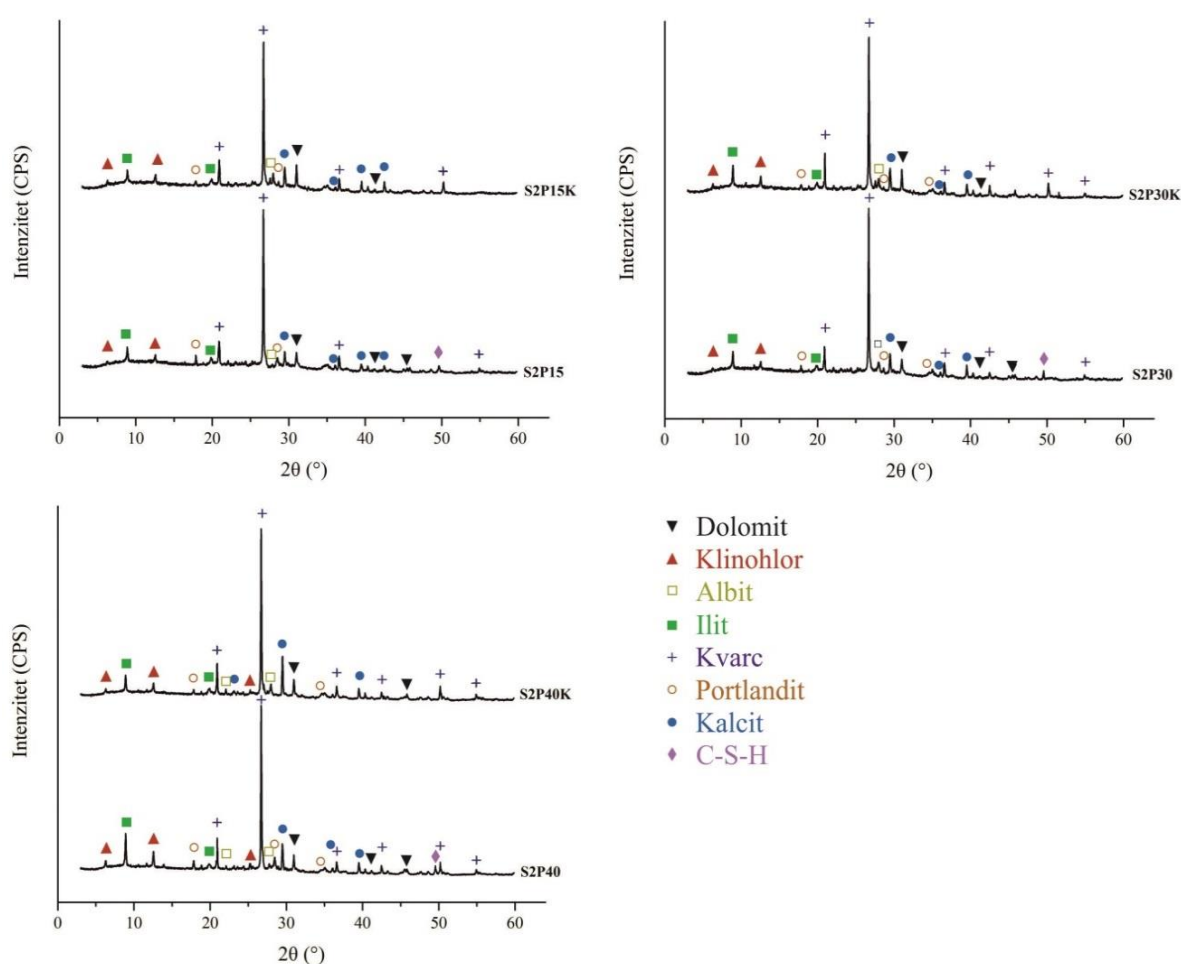 Intenzitet (CPS)
S2P15K
S2P15
0 10 20 30 40 50 60
2θ (°)
Intenzitet (CPS)
S2P30K
S2P30
0 10 20 30 40 50 60
2θ (°)
Intenzitet (CPS)
S2P40K
S2P40
0 10 20 30 40 50 60
2θ (°)
Dolomit
Klinohlor
Albit
Ilit
Kvarc
Portlandit
Kalcit
C-S-H